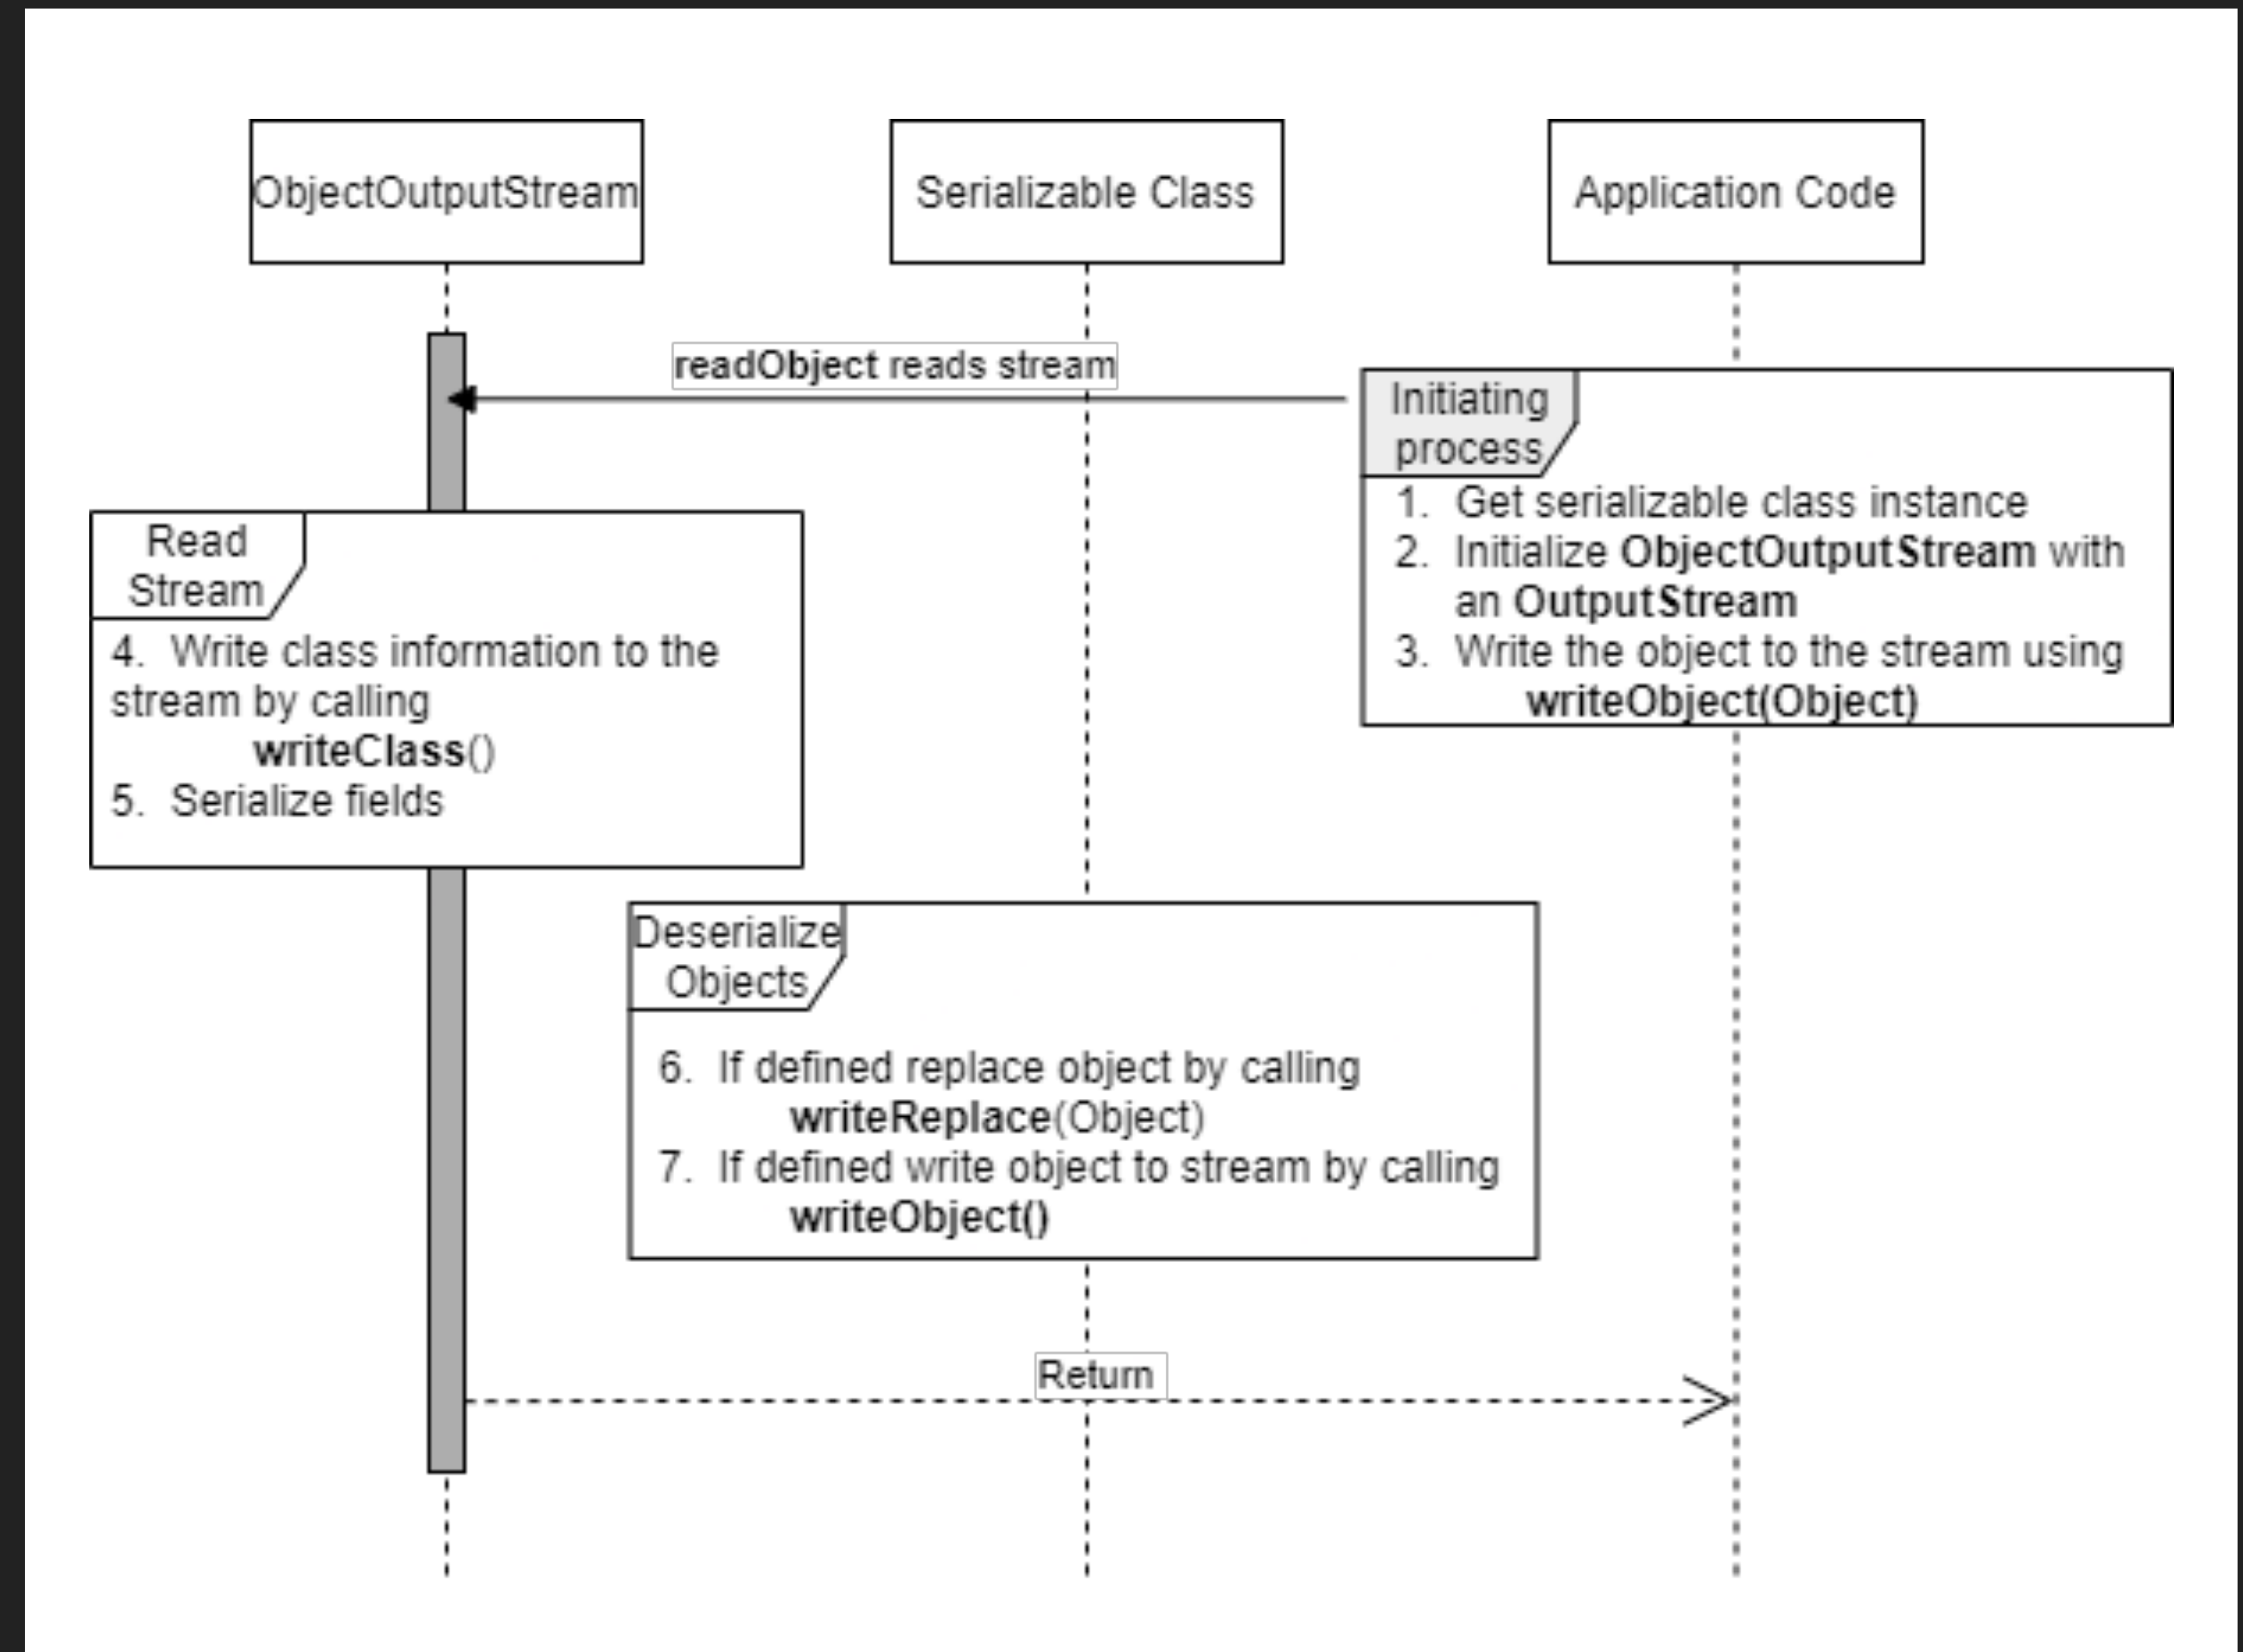 ObjectOutputStream
Serializable Class
Application Code
readObject reads stream
Initiating
process
1. Get serializable class instance
2. Initialize ObjectOutputStream with
an OutputStream
3. Write the object to the stream using
writeObject(Object)
Read
Stream
4. Write class information to the
stream by calling
writeClass()
5. Serialize fields
Deserialize
Objects
6. If defined replace object by calling
writeReplace(Object)
7. If defined write object to stream by calling
writeObject()
Return